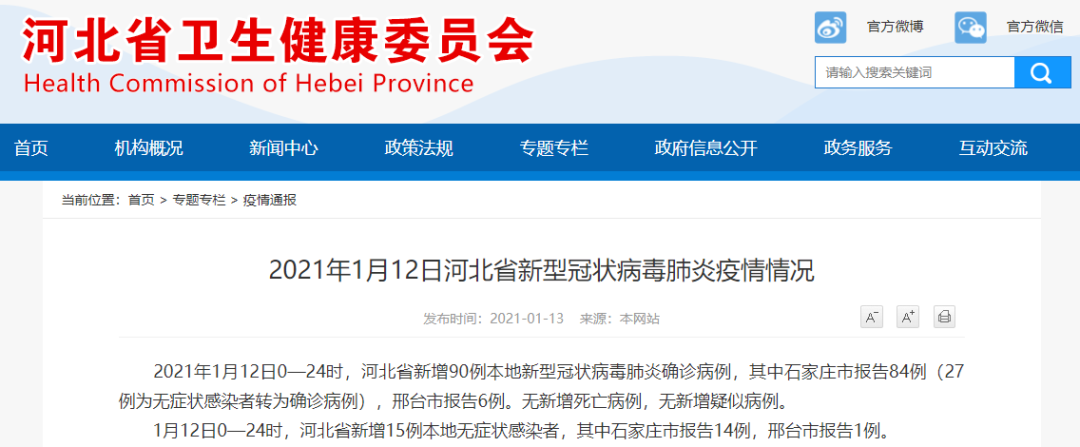 河北省卫生健康委员会
Health Commission of Hebei Province
官方微博
官方微信
请输入搜索关键词
首页 机构概况 新闻中心 政策法规 专题专栏 政府信息公开 政务服务 互动交流
当前位置：首页 > 专题专栏 > 疫情通报
2021年1月12日河北省新型冠状病毒肺炎疫情情况
发布时间：2021-01-13 来源：本网站
A- A+
2021年1月12日0—24时，河北省新增90例本地新型冠状病毒肺炎确诊病例，其中石家庄市报告84例（27
例为无症状感染者转为确诊病例），邢台市报告6例。无新增死亡病例，无新增疑似病例。
1月12日0—24时，河北省新增15例本地无症状感染者，其中石家庄市报告14例，邢台市报告1例。